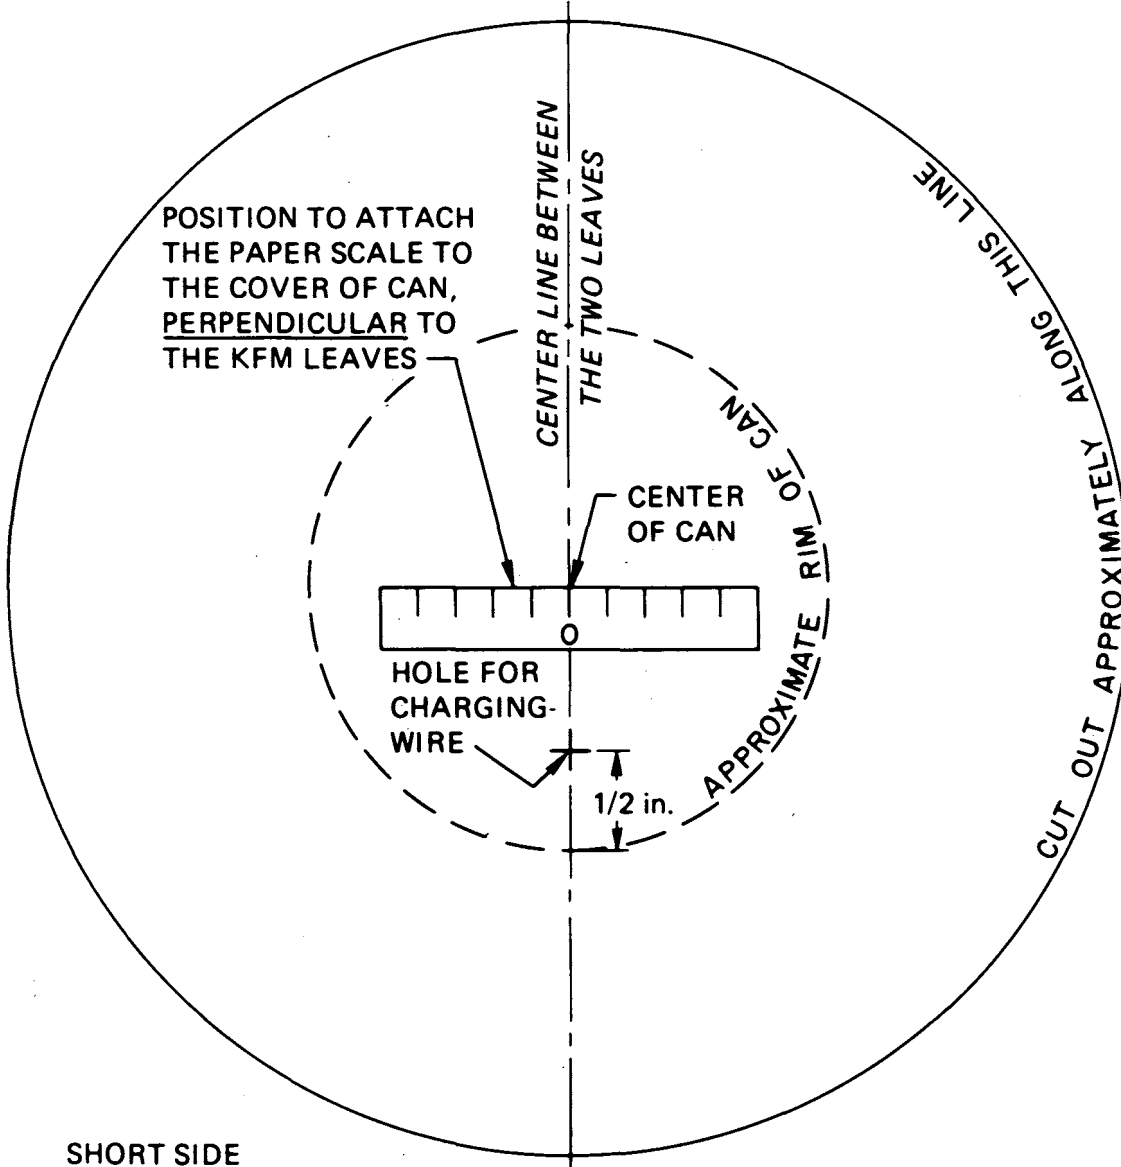 CENTER LINE BETWEEN
THE TWO LEAVES
POSITION TO ATTACH
THE PAPER SCALE TO
THE COVER OF CAN,
PERPENDICULAR TO
THE KFM LEAVES
CUT OUT APPROXIMATELY ALONG THIS LINE
APPROXIMATE RIM OF CAN
CENTER
OF CAN
0
HOLE FOR
CHARGING-
WIRE
1/2 in.
SHORT SIDE